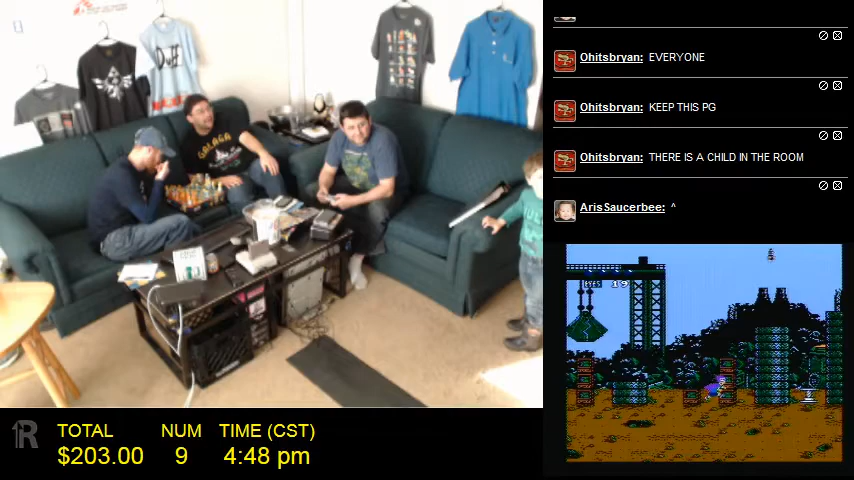 Duff
GALAGA
Ohitsbryan: EVERYONE
Ohitsbryan: KEEP THIS PG
Ohitsbryan: THERE IS A CHILD IN THE ROOM
ArisSaucerbee: ^
EYES 19
R
TOTAL NUM TIME (CST)
$203.00 9 4:48 pm